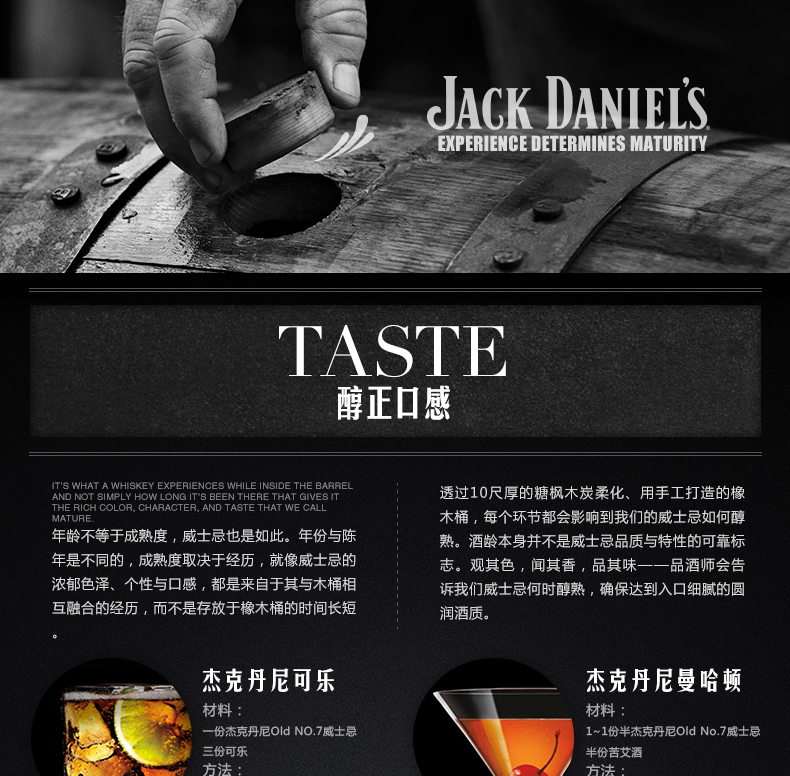 JACK DANIEL'S
EXPERIENCE DETERMINES MATURITY
TASTE
醇正口感
IT'S WHAT A WHISKEY EXPERIENCES WHILE INSIDE THE BARREL
AND NOT SIMPLY HOW LONG IT'S BEEN THERE THAT GIVES IT
THE RICH COLOR, CHARACTER, AND TASTE THAT WE CALL
MATURE.
年龄不等于成熟度，威士忌也是如此。年份与陈
年是不同的，成熟度取决于经历，就像威士忌的
浓郁色泽、个性与口感，都是来自于其与木桶相
互融合的经历，而不是存放于橡木桶的时间长短
。
透过10尺厚的糖枫木炭柔化、用手工打造的橡
木桶，每个环节都会影响到我们的威士忌如何醇
熟。酒龄本身并不是威士忌品质与特性的可靠标
志。观其色，闻其香，品其味——品酒师会告
诉我们威士忌何时醇熟，确保达到入口细腻的圆
润酒质。
杰克丹尼可乐
材料：
一份杰克丹尼Old NO.7威士忌
三份可乐
方法：
杰克丹尼曼哈顿
材料：
1~1份半杰克丹尼Old No.7威士忌
半份苦艾酒
方法：